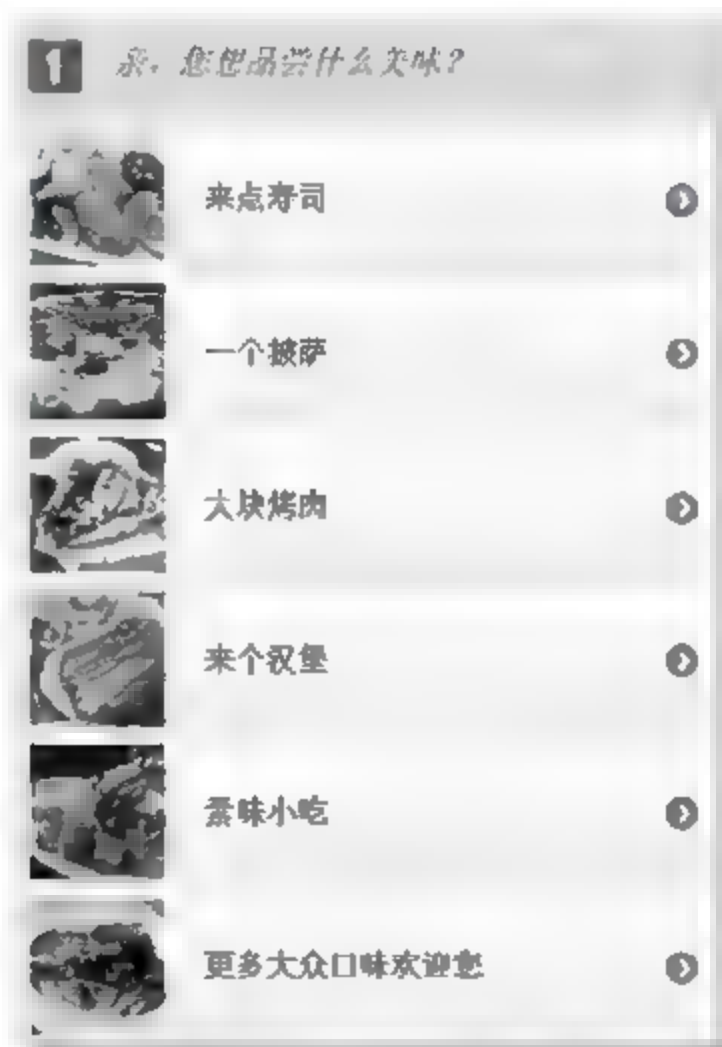 1 亲，您想品尝什么美味？
来点寿司
一个披萨
大块烤肉
来个汉堡
素味小吃
更多大众口味欢迎您